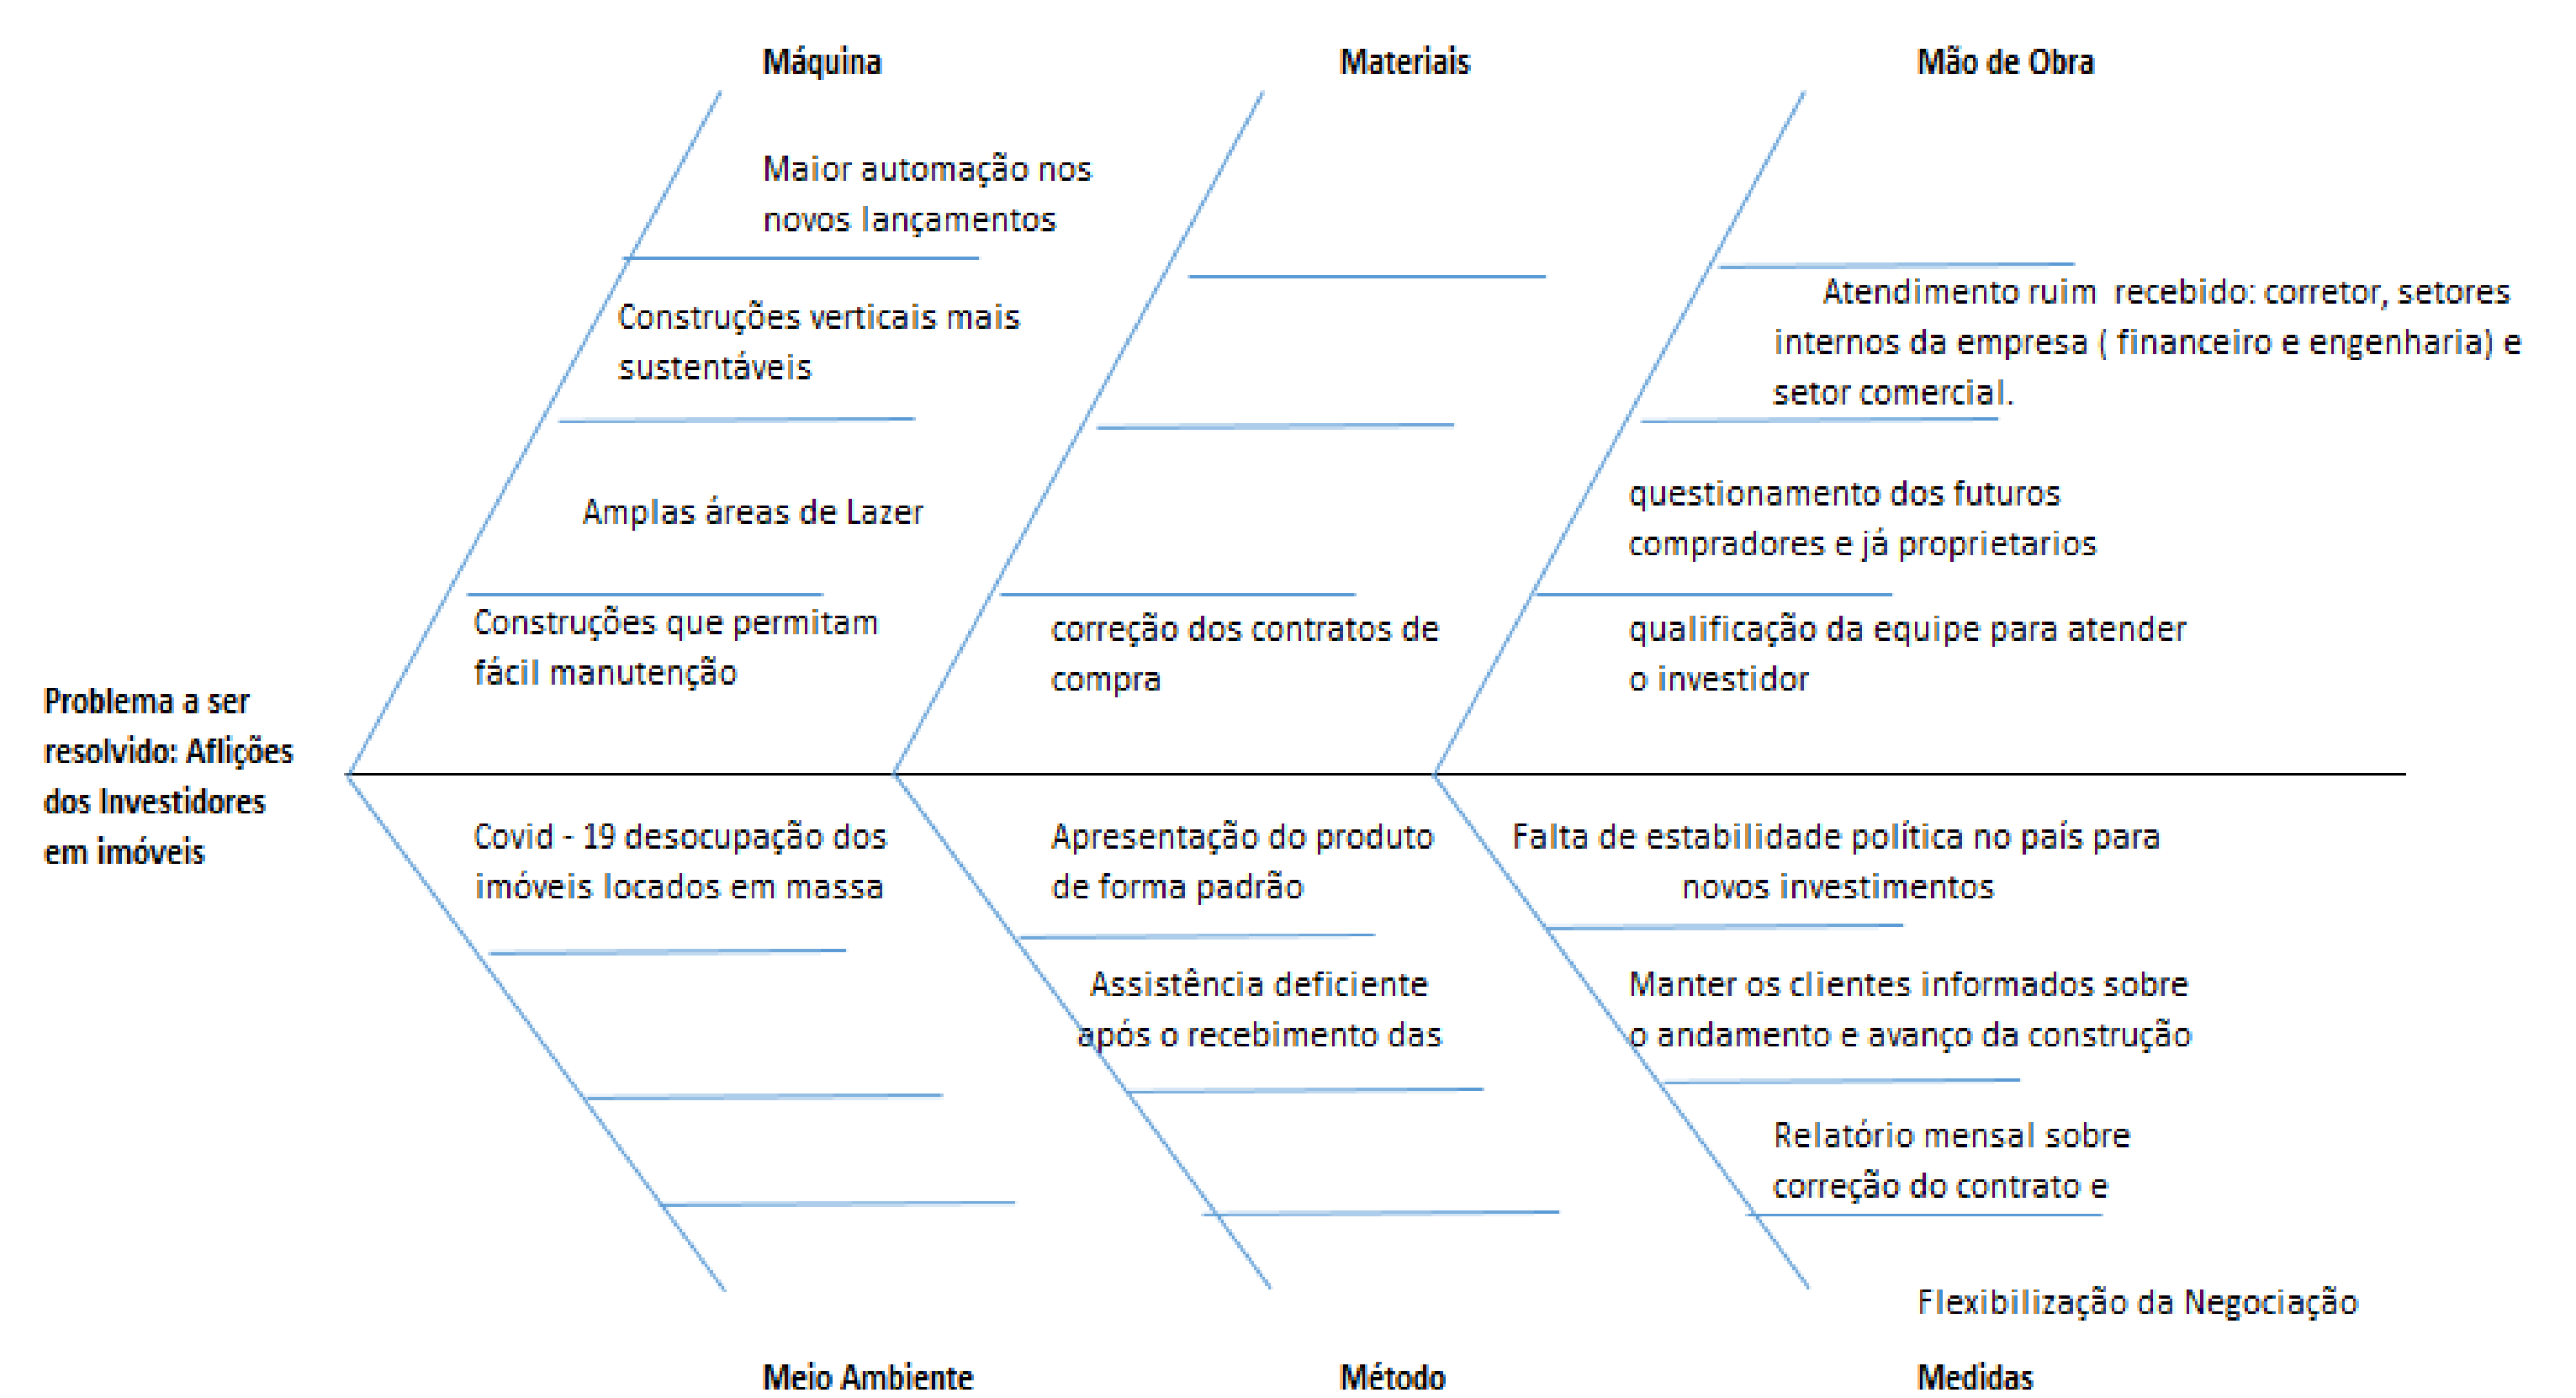 Máquina
Materiais
Mão de Obra
Maior automação nos
novos lançamentos
Construções verticais mais
sustentáveis
Amplas áreas de Lazer
Construções que permitam
fácil manutenção
correção dos contratos de
compra
Atendimento ruim recebido: corretor, setores
internos da empresa ( financeiro e engenharia) e
setor comercial.
questionamento dos futuros
compradores e já proprietarios
qualificação da equipe para atender
o investidor
Problema a ser
resolvido: Aflições
dos Investidores
em imóveis
Covid - 19 desocupação dos
imóveis locados em massa
Apresentação do produto
de forma padrão
Assistência deficiente
após o recebimento das
Falta de estabilidade política no país para
novos investimentos
Manter os clientes informados sobre
o andamento e avanço da construção
Relatório mensal sobre
correção do contrato e
Flexibilização da Negociação
Meio Ambiente
Método
Medidas